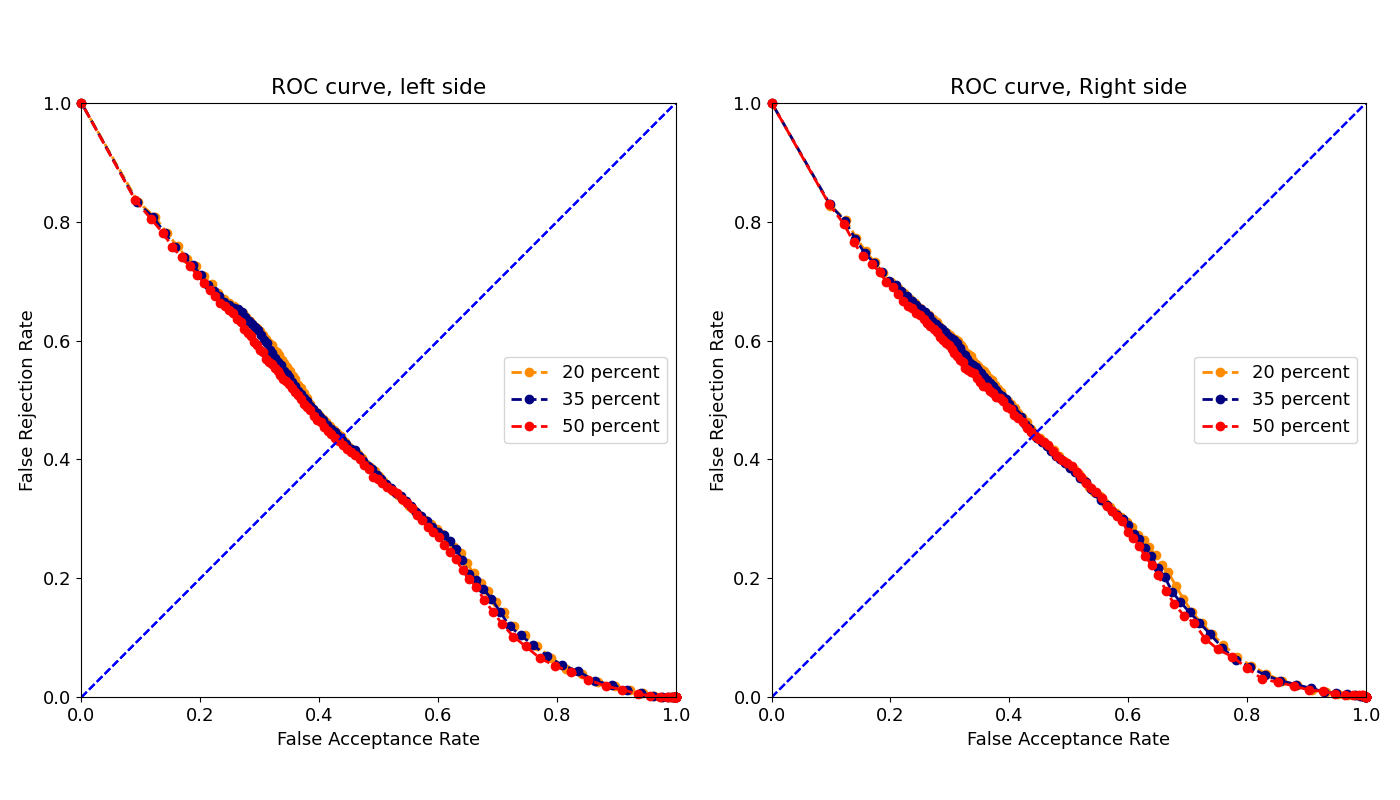 ROC curve, left side
1.0
0.8
0.6
0.4
0.2
0.0
False Rejection Rate
20 percent
35 percent
50 percent
0.0 0.2 0.4 0.6 0.8 1.0
False Acceptance Rate
ROC curve, Right side
1.0
0.8
0.6
0.4
0.2
0.0
False Rejection Rate
20 percent
35 percent
50 percent
0.0 0.2 0.4 0.6 0.8 1.0
False Acceptance Rate